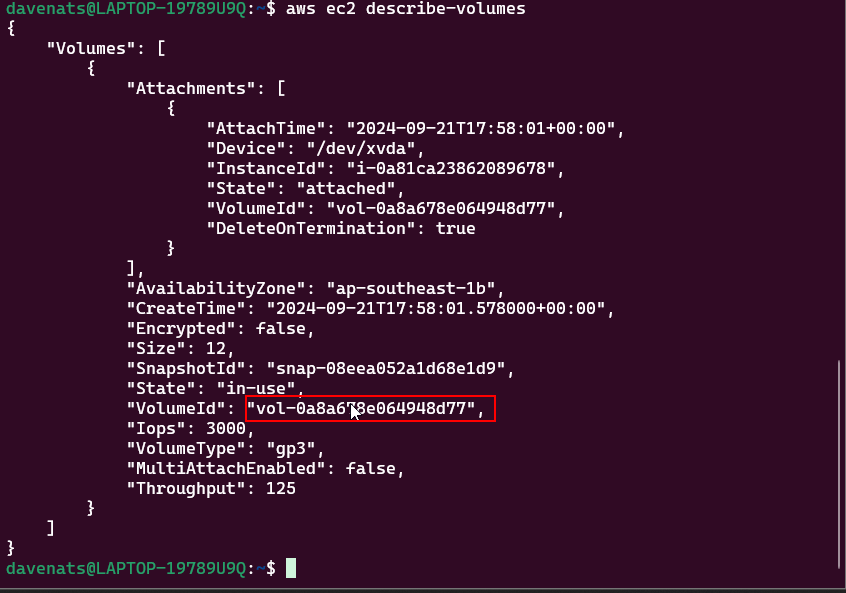 davenats@LAPTOP-19789U9Q:~$ aws ec2 describe-volumes
{
    "Volumes": [
        {
            "Attachments": [
                {
                    "AttachTime": "2024-09-21T17:58:01+00:00",
                    "Device": "/dev/xvda",
                    "InstanceId": "i-0a81ca23862089678",
                    "State": "attached",
                    "VolumeId": "vol-0a8a678e064948d77",
                    "DeleteOnTermination": true
                }
            ],
            "AvailabilityZone": "ap-southeast-1b",
            "CreateTime": "2024-09-21T17:58:01.578000+00:00",
            "Encrypted": false,
            "Size": 12,
            "SnapshotId": "snap-08eea052a1d68e1d9",
            "State": "in-use",
            "VolumeId": "vol-0a8a678e064948d77",
            "Iops": 3000,
            "VolumeType": "gp3",
            "MultiAttachEnabled": false,
            "Throughput": 125
        }
    ]
}
davenats@LAPTOP-19789U9Q:~$